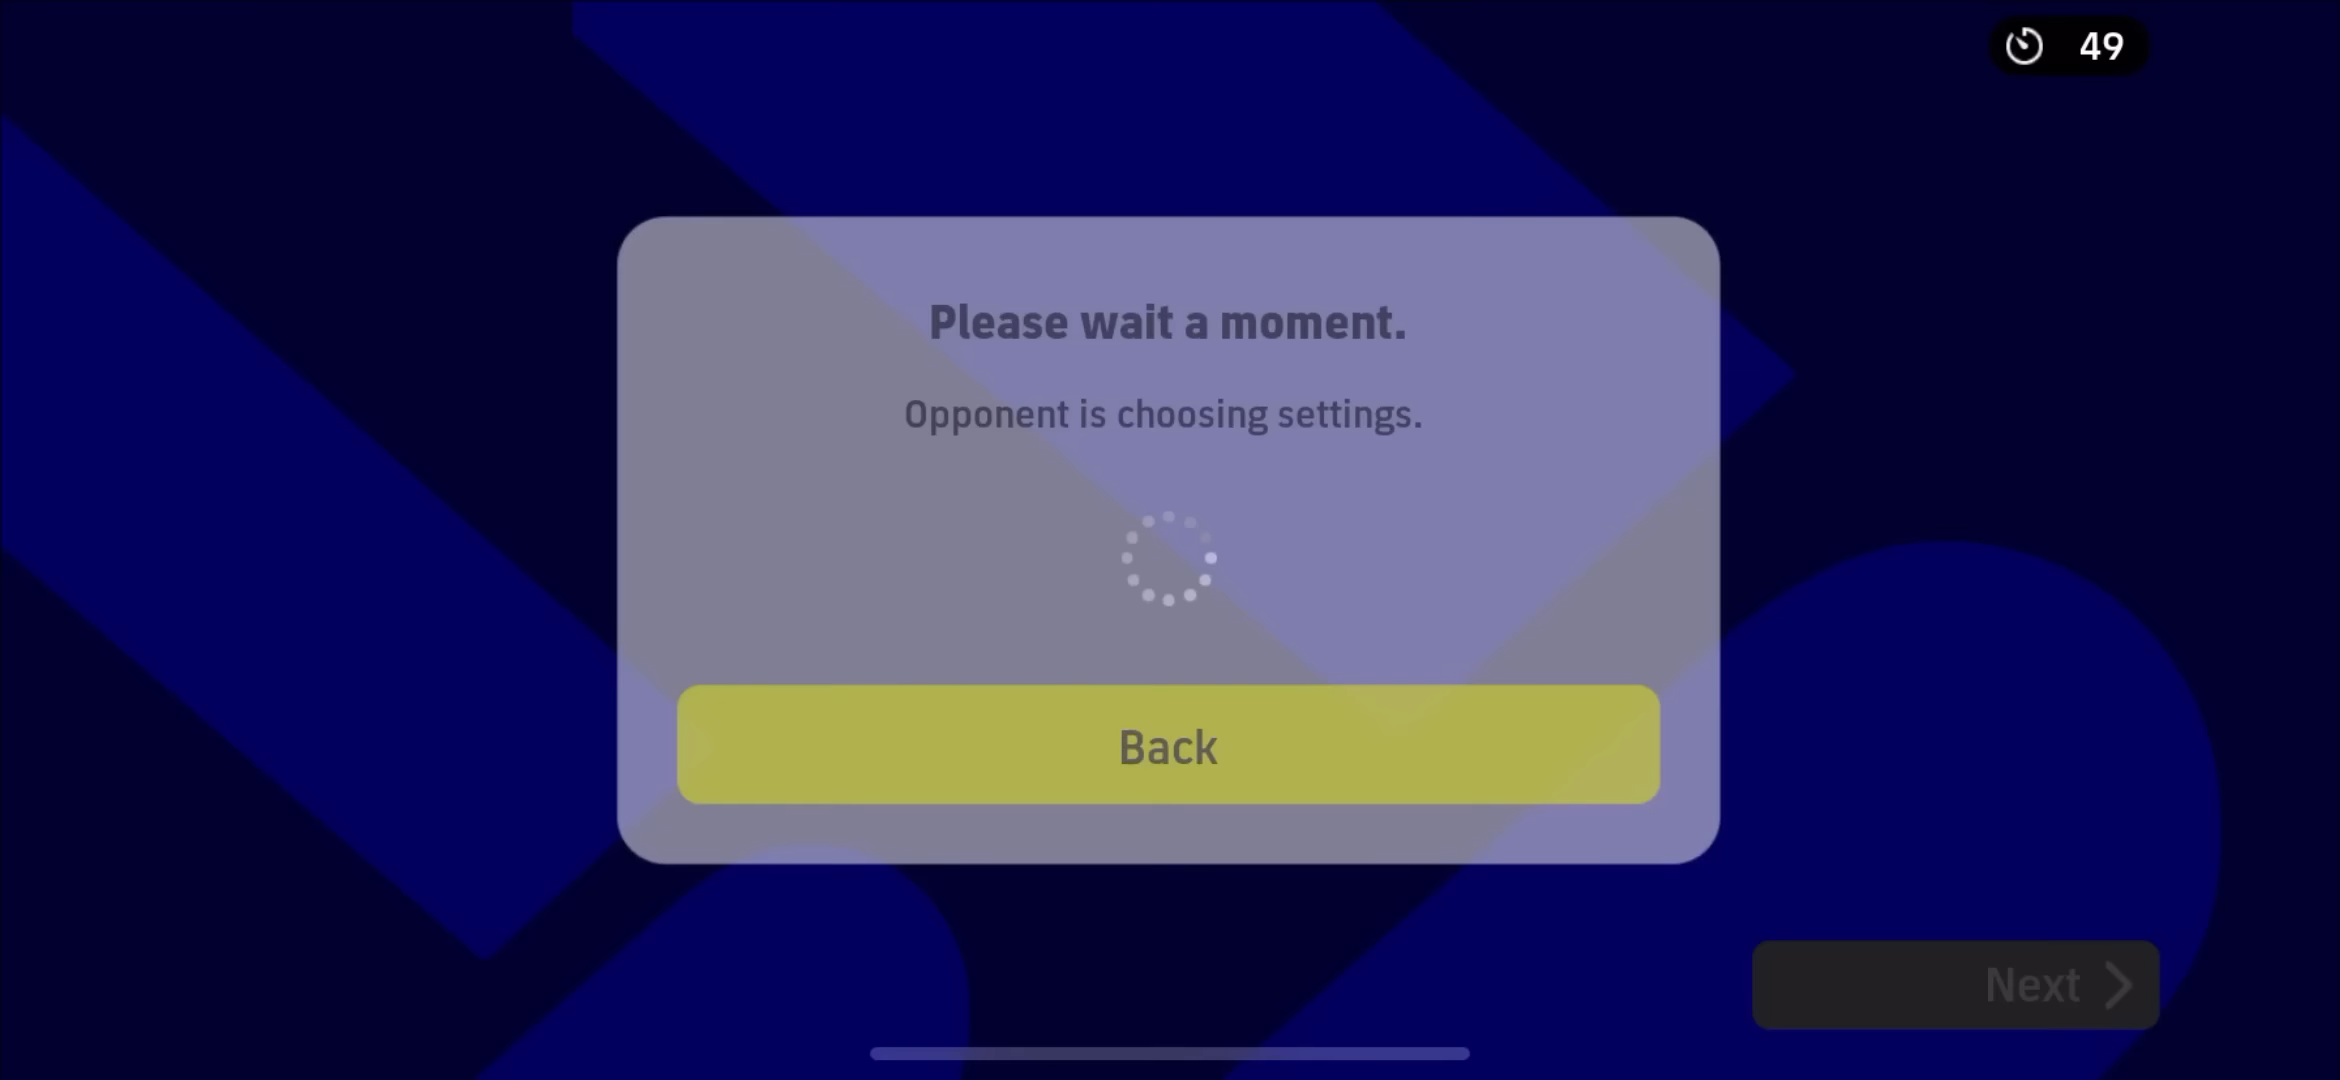 49
Please wait a moment.
Opponent is choosing settings.
Back
Next